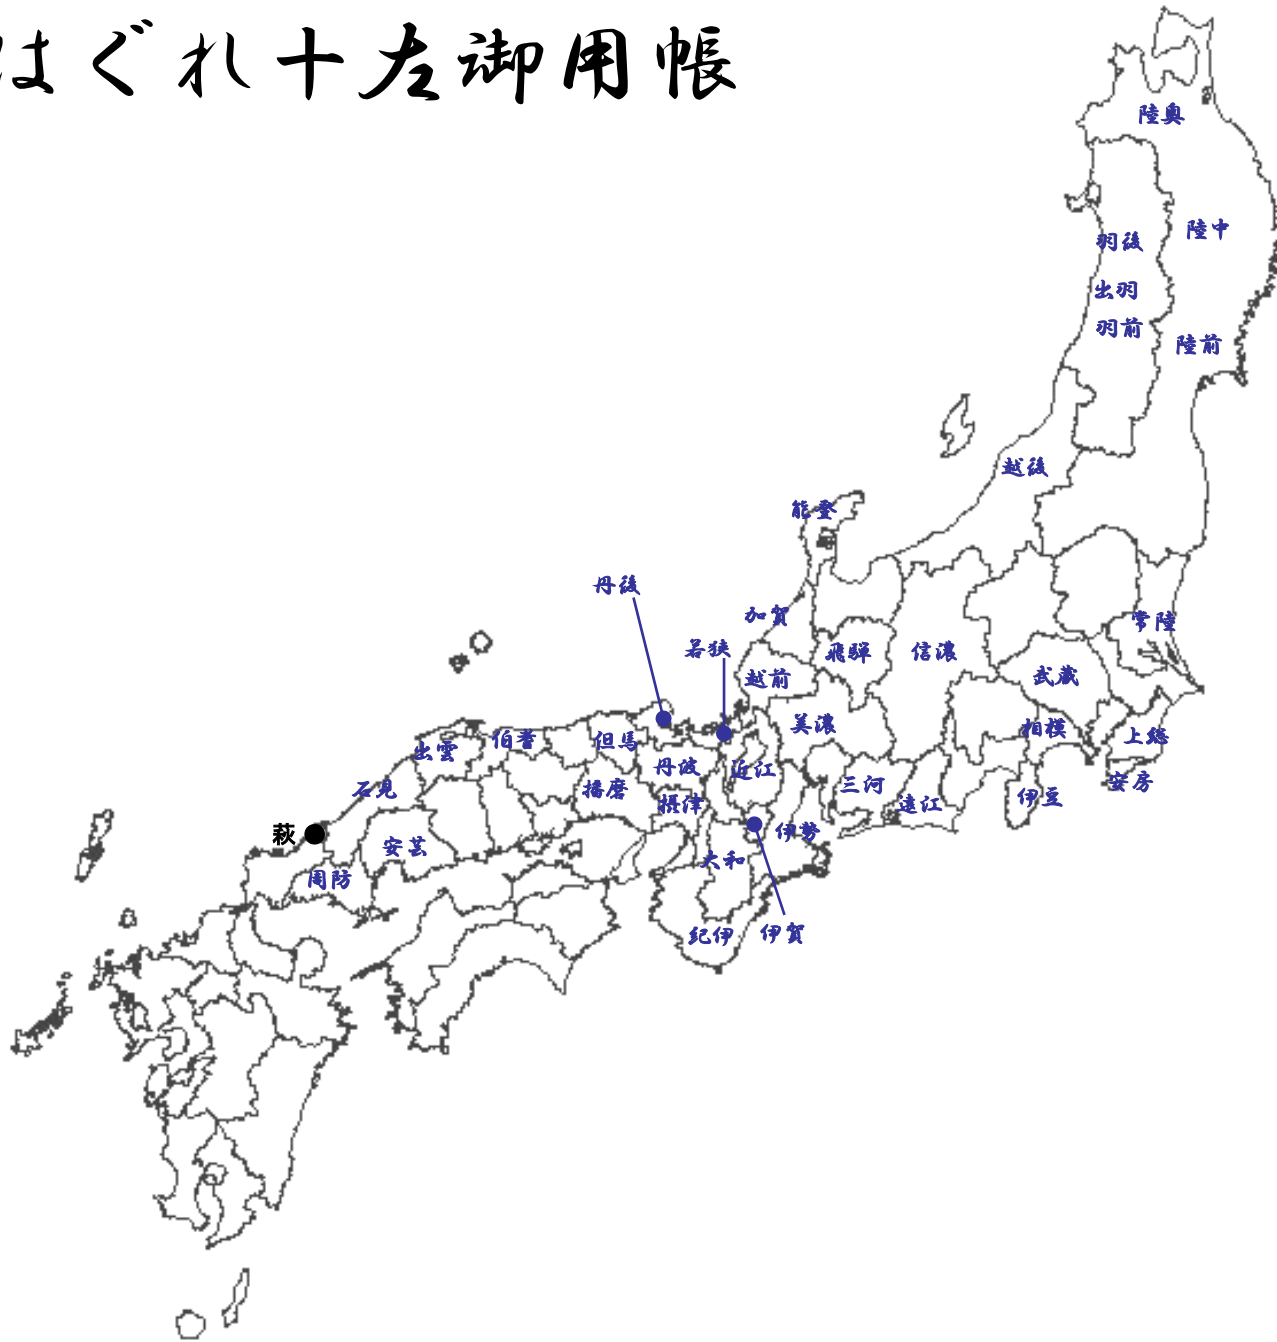 はぐれ十左御用帳
陸奥
陸中
羽後
出羽
羽前
陸前
越後
能登
丹後
加賀
常陸
若狭
飛騨
信濃
越前
武蔵
美濃
相模
上総
出雲
伯耆
但馬
丹波
近江
安房
石見
播磨
摂津
三河
遠江
伊豆
萩
安芸
伊勢
大和
周防
紀伊
伊賀